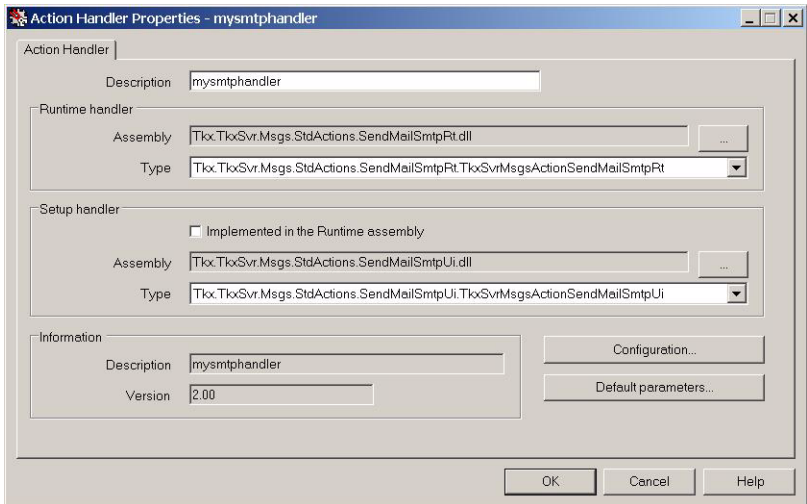 Action Handler Properties - mysmtphandler
Action Handler
Description mysmtphandler
Runtime handler
Assembly Tkx.TkxSvr.Msgs.StdActions.SendMailSmtpRt.dll ...
Type Tkx.TkxSvr.Msgs.StdActions.SendMailSmtpRt.TkxSvrMsgsActionSendMailSmtpRt
Setup handler
Implemented in the Runtime assembly
Assembly Tkx.TkxSvr.Msgs.StdActions.SendMailSmtpUi.dll ...
Type Tkx.TkxSvr.Msgs.StdActions.SendMailSmtpUi.TkxSvrMsgsActionSendMailSmtpUi
Information
Configuration...
Description mysmtphandler
Default parameters...
Version 2.00
OK Cancel Help